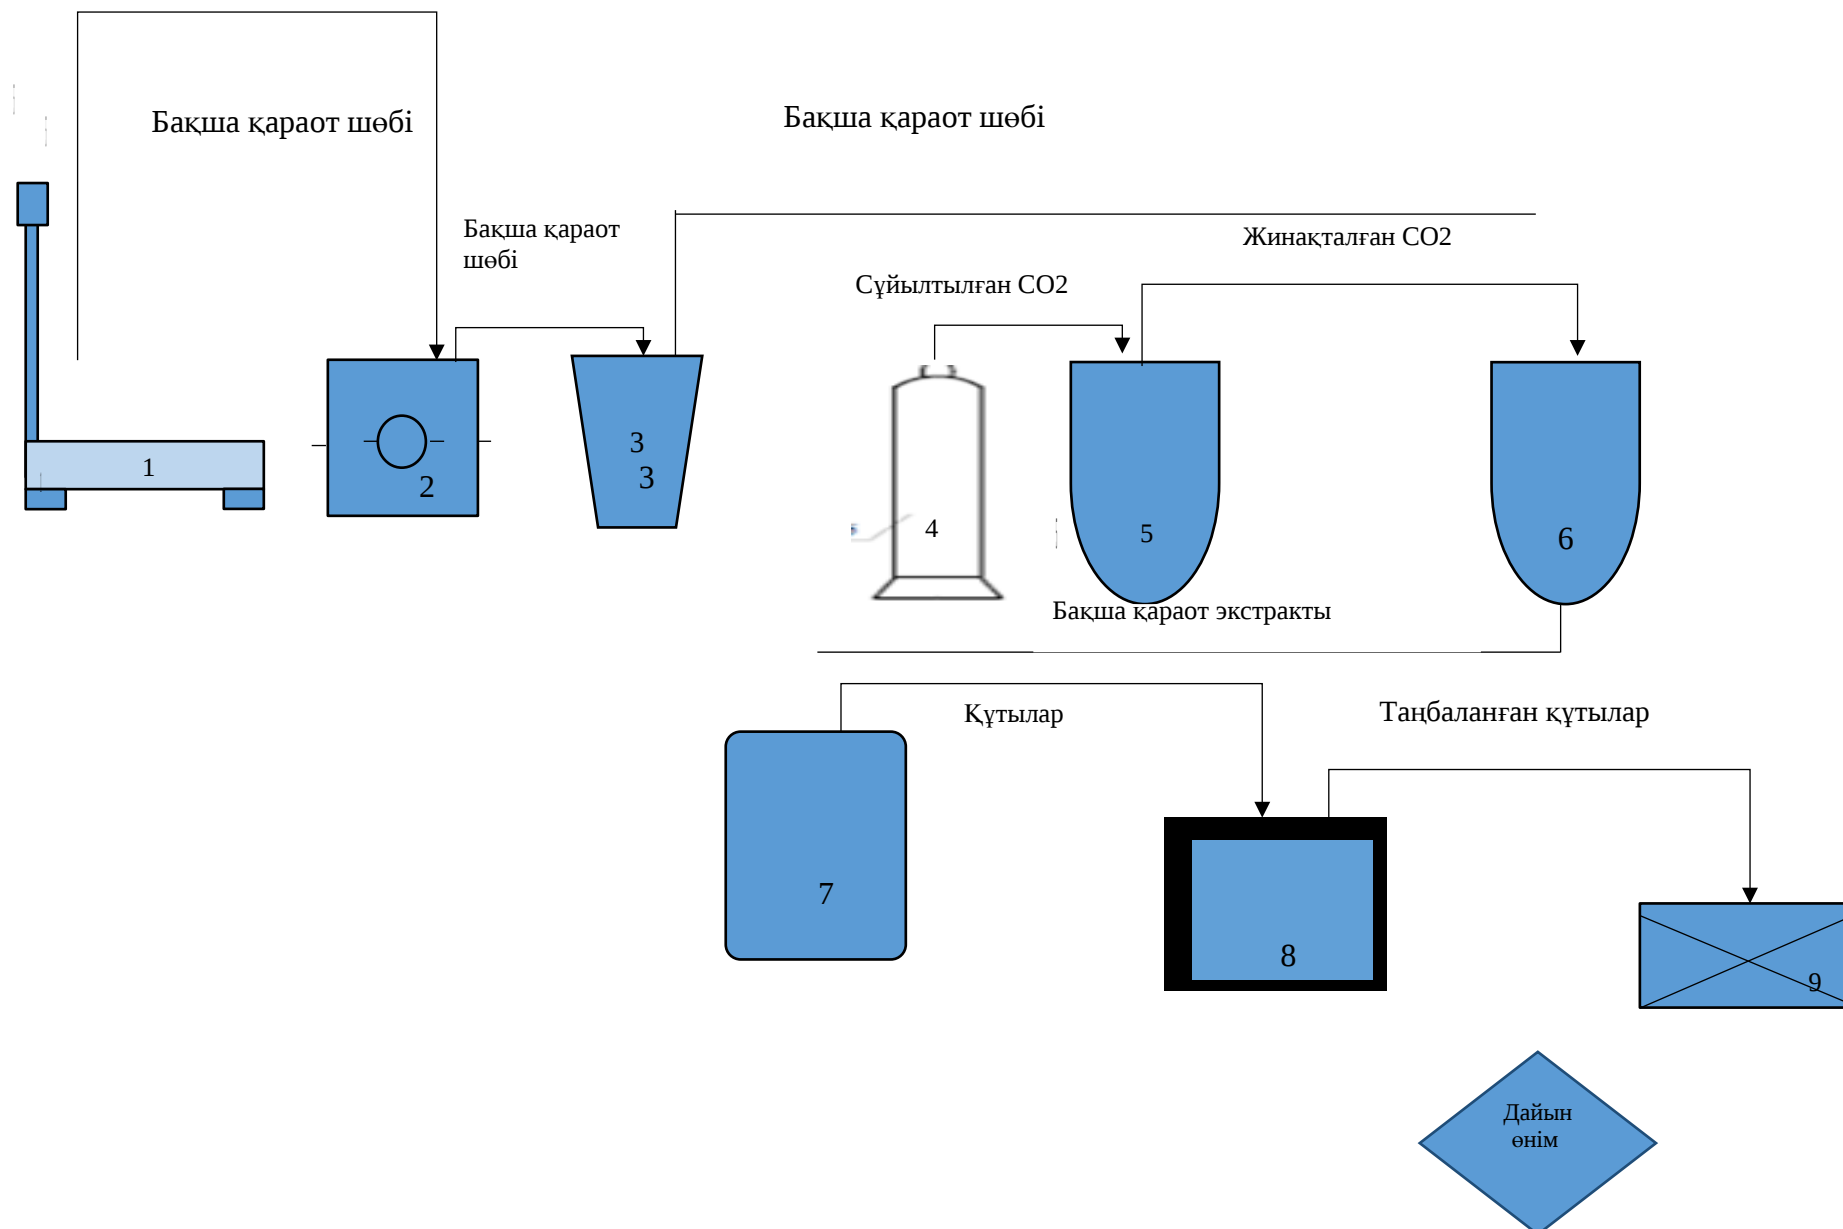 Бақша қараот шөбі
Бақша қараот шөбі
Бақша қараот
шөбі
Жинақталған СО2
Сұйылтылған СО2
1
2
3
3
4
5
6
Бақша қараот экстракты
Құтылар
Таңбаланған құтылар
7
8
9
Дайын
өнім